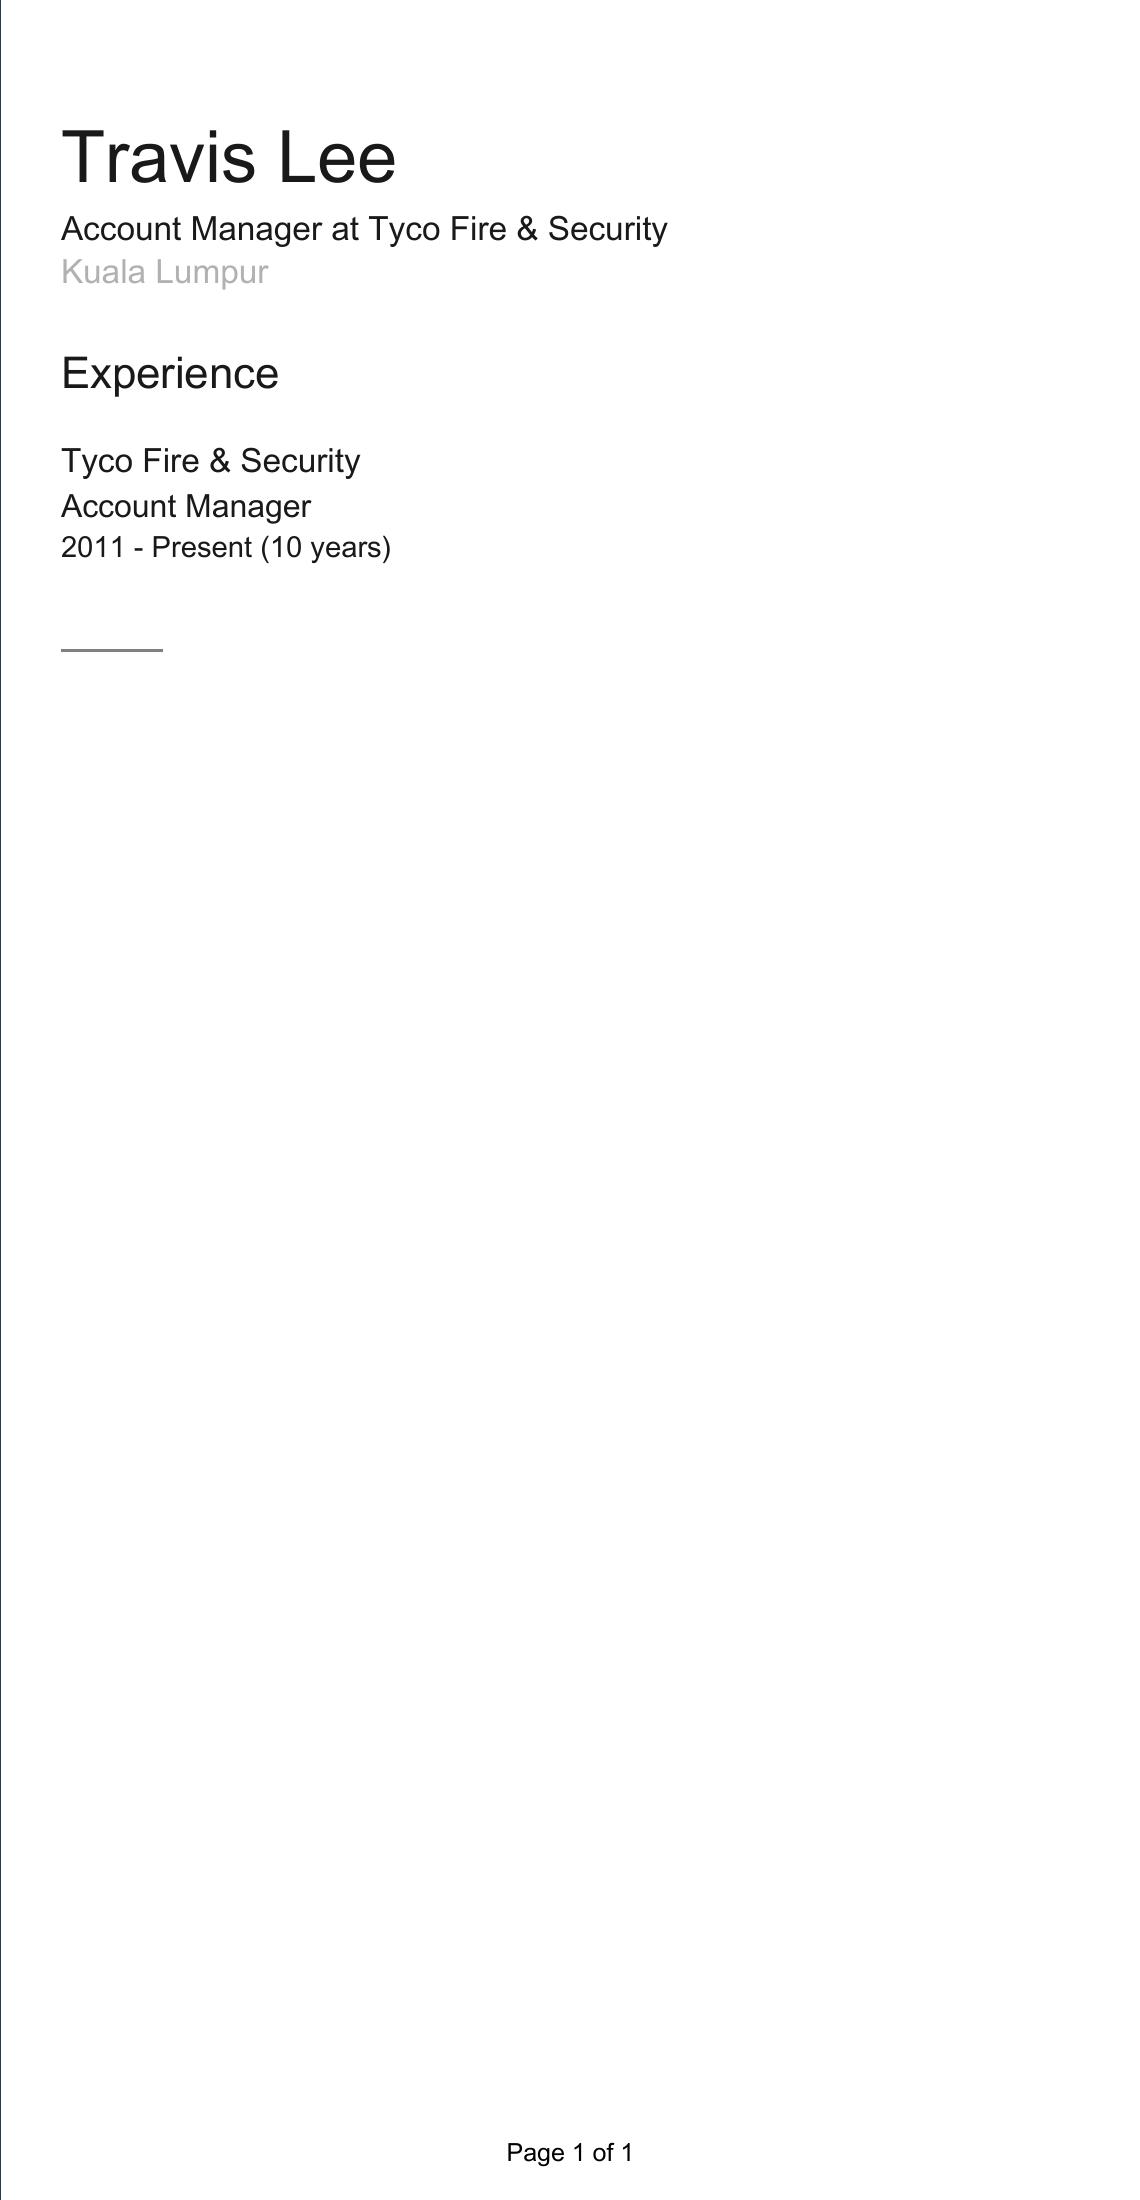 Travis Lee
Account Manager at Tyco Fire & Security
Kuala Lumpur
Experience
Tyco Fire & Security
Account Manager
2011 - Present (10 years)
Page 1 of 1